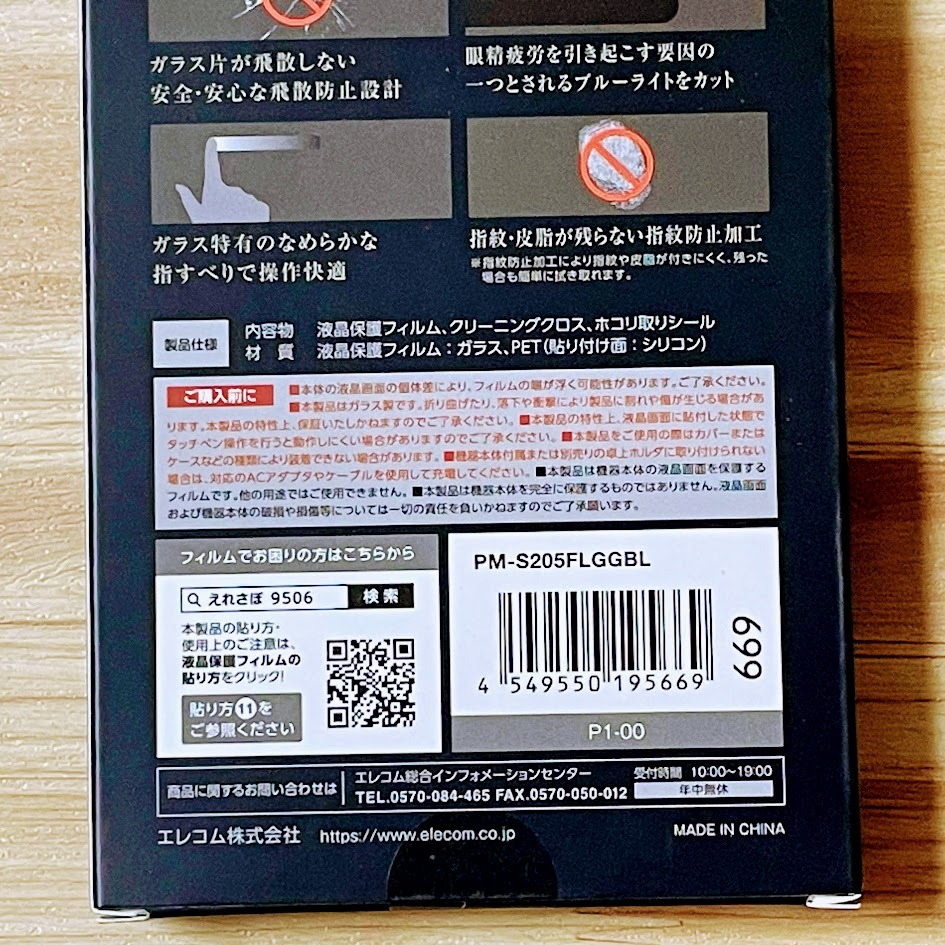 ガラス片が飛散しない
安全・安心な飛散防止設計
眼精疲労を引き起こす要因の
一つとされるブルーライトをカット
ガラス特有のなめらかな
指すべりで操作快適
指紋・皮脂が残らない指紋防止加工
※指紋防止加工により指紋や皮脂が付きにくく、残った
場合も簡単に拭き取れます。
製品仕様
内容物 液晶保護フィルム、クリーニングクロス、ホコリ取りシール
材質 液晶保護フィルム:ガラス、PET(貼り付け面:シリコン)
ご購入前に ■本体の液晶画面の個体差により、フィルムの端が浮く可能性があります。ご了承ください。
■本製品はガラス製です。折り曲げたり、落下や衝撃により製品に割れや傷が生じる場合があ
ります。本製品の特性上、保証いたしかねますのでご了承ください。■本製品の特性上、液晶画面に貼付した状態で
タッチペン操作を行うと動作しにくい場合がありますのでご了承ください。■本製品をご使用の際はカバーまたは
ケースなどの種類により装着できない場合があります。■機器本体付属または別売りの卓上ホルダに取り付けられない
場合は、対応のACアダプタやケーブルを使用して充電してください。■本製品は機器本体の液晶画面を保護する
フィルムです。他の用途ではご使用できません。■本製品は機器本体を完全に保護するものではありません。液晶画面
および機器本体の破損や損傷等については一切の責任を負いかねますのでご了承願います。
フィルムでお困りの方はこちらから
えれさぽ 9506 検索
本製品の貼り方・
使用上のご注意は、
液晶保護フィルムの
貼り方をクリック!
貼り方⑪を
ご参照ください
PM-S205FLGGBL
4 549550 195669
699
P1-00
商品に関するお問い合わせは
エレコム総合インフォメーションセンター
TEL.0570-084-465 FAX.0570-050-012
受付時間 10:00~19:00
年中無休
エレコム株式会社 https://www.elecom.co.jp
MADE IN CHINA